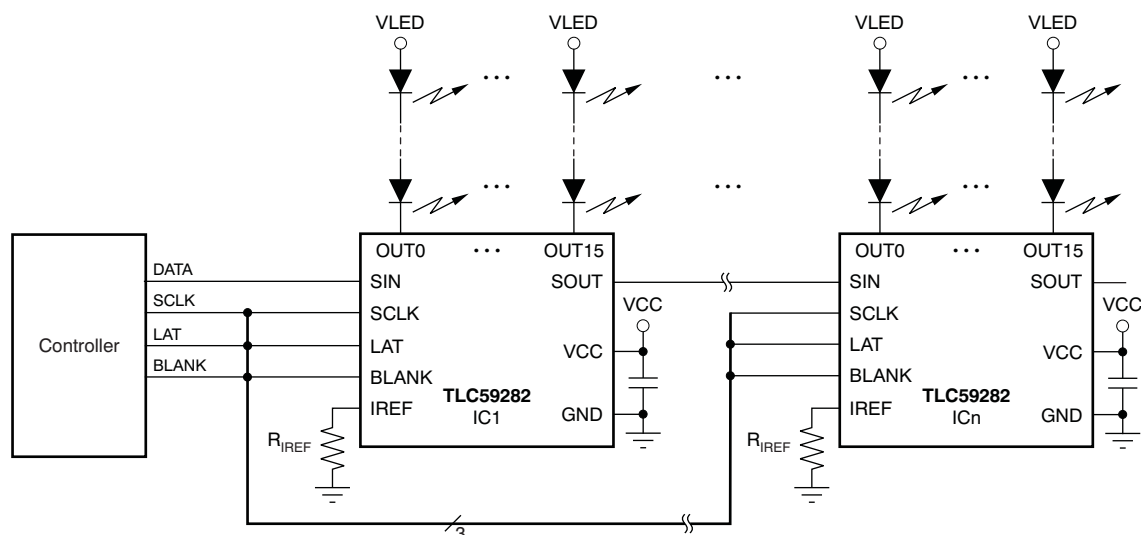 VLED VLED VLED VLED
... ... ...
... ... ...
OUT0 ... OUT15 OUT0 ... OUT15
Controller
DATA
SCLK
LAT
BLANK
SIN
SCLK
LAT
BLANK
IREF
SOUT
VCC
VCC
GND
TLC59282
IC1
RIREF
SIN
SCLK
LAT
BLANK
IREF
SOUT
VCC
VCC
GND
TLC59282
ICn
RIREF
3